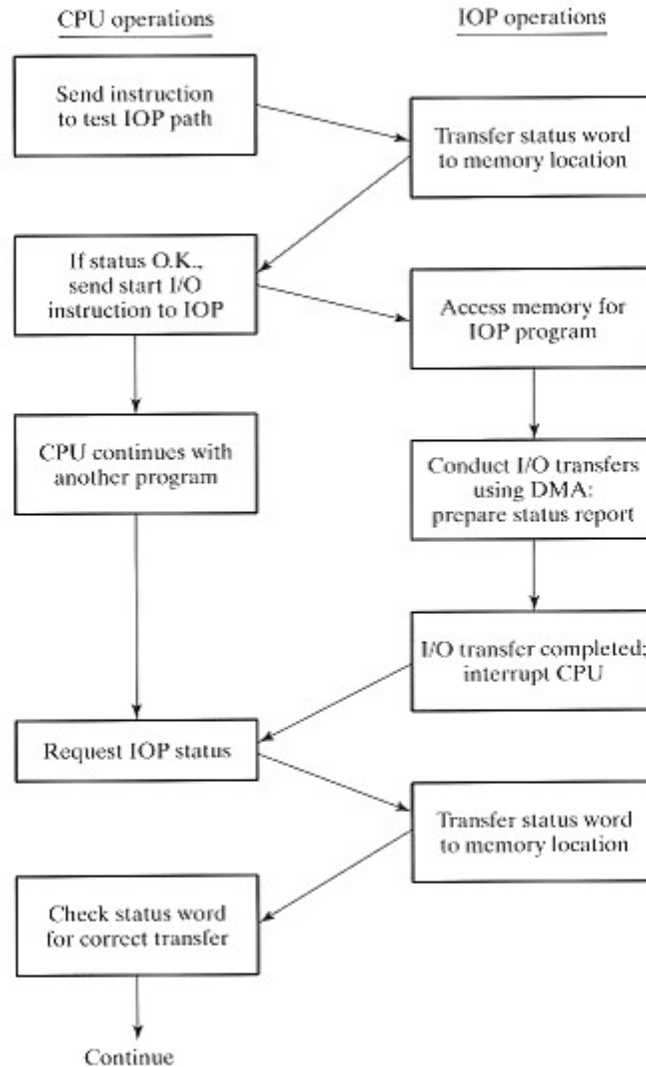 CPU operations
IOP operations
Send instruction
to test IOP path
Transfer status word
to memory location
If status O.K.,
send start I/O
instruction to IOP
Access memory for
IOP program
CPU continues with
another program
Conduct I/O transfers
using DMA:
prepare status report
I/O transfer completed;
interrupt CPU
Request IOP status
Transfer status word
to memory location
Check status word
for correct transfer
Continue